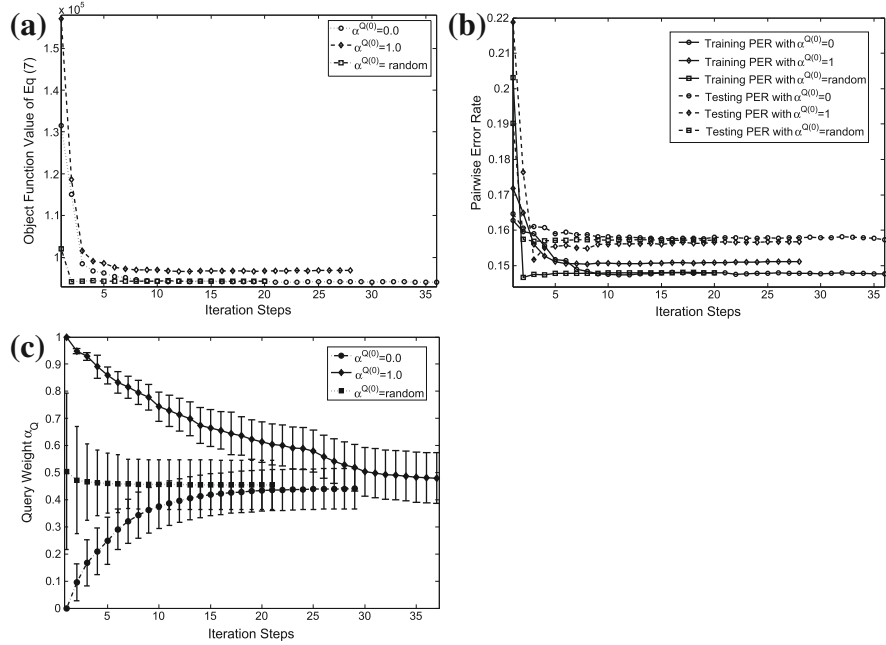 (a)
x 10⁵
Object Function Value of Eq (7)
1.5
1.4
1.3
1.2
1.1
1
5 10 15 20 25 30 35
Iteration Steps
α^Q(0)=0.0
α^Q(0)=1.0
α^Q(0)= random
(b)
Pairwise Error Rate
0.22
0.2
0.19
0.18
0.17
0.16
0.15
5 10 15 20 25 30 35
Iteration Steps
Training PER with α^Q(0)=0
Training PER with α^Q(0)=1
Training PER with α^Q(0)=random
Testing PER with α^Q(0)=0
Testing PER with α^Q(0)=1
Testing PER with α^Q(0)=random
(c)
Query Weight α_Q
1
0.9
0.8
0.7
0.6
0.5
0.4
0.3
0.2
0.1
0
5 10 15 20 25 30 35
Iteration Steps
α^Q(0)=0.0
α^Q(0)=1.0
α^Q(0)=random